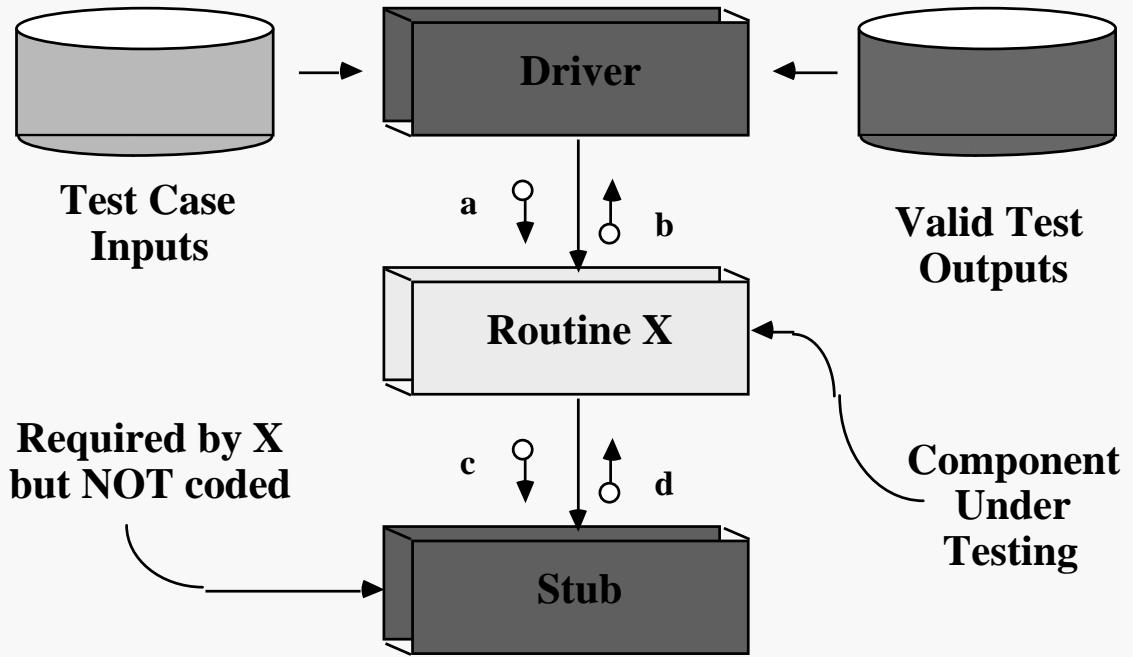 Driver
Test Case
Inputs
a
b
Valid Test
Outputs
Routine X
Required by X
but NOT coded
c
d
Component
Under
Testing
Stub